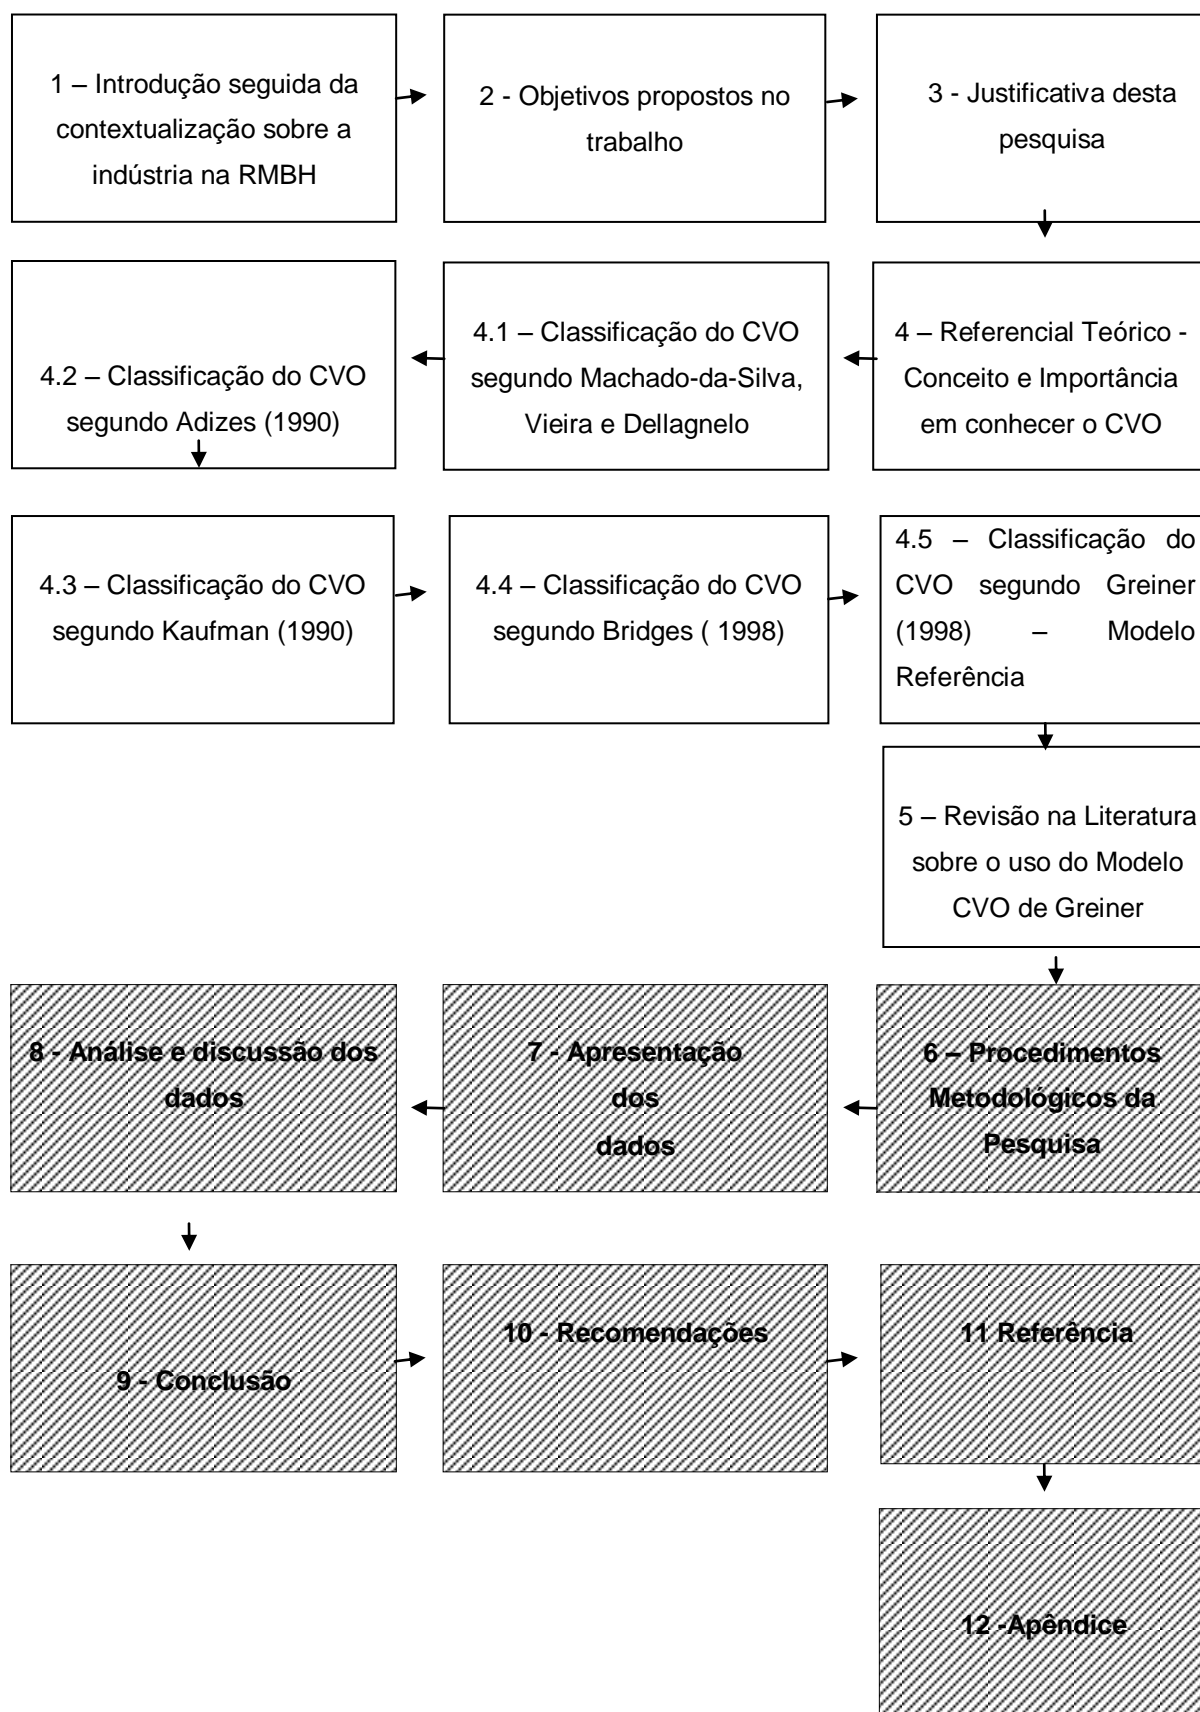 1 – Introdução seguida da
contextualização sobre a
indústria na RMBH
2 - Objetivos propostos no
trabalho
3 - Justificativa desta
pesquisa
4 – Referencial Teórico -
Conceito e Importância
em conhecer o CVO
4.1 – Classificação do CVO
segundo Machado-da-Silva,
Vieira e Dellagnelo
4.2 – Classificação do CVO
segundo Adizes (1990)
4.3 – Classificação do CVO
segundo Kaufman (1990)
4.4 – Classificação do CVO
segundo Bridges ( 1998)
4.5 – Classificação do
CVO segundo Greiner
(1998) – Modelo
Referência
5 – Revisão na Literatura
sobre o uso do Modelo
CVO de Greiner
6 – Procedimentos
Metodológicos da
Pesquisa
7 - Apresentação
dos
dados
8 - Análise e discussão dos
dados
9 - Conclusão
10 - Recomendações
11 Referência
12 -Apêndice